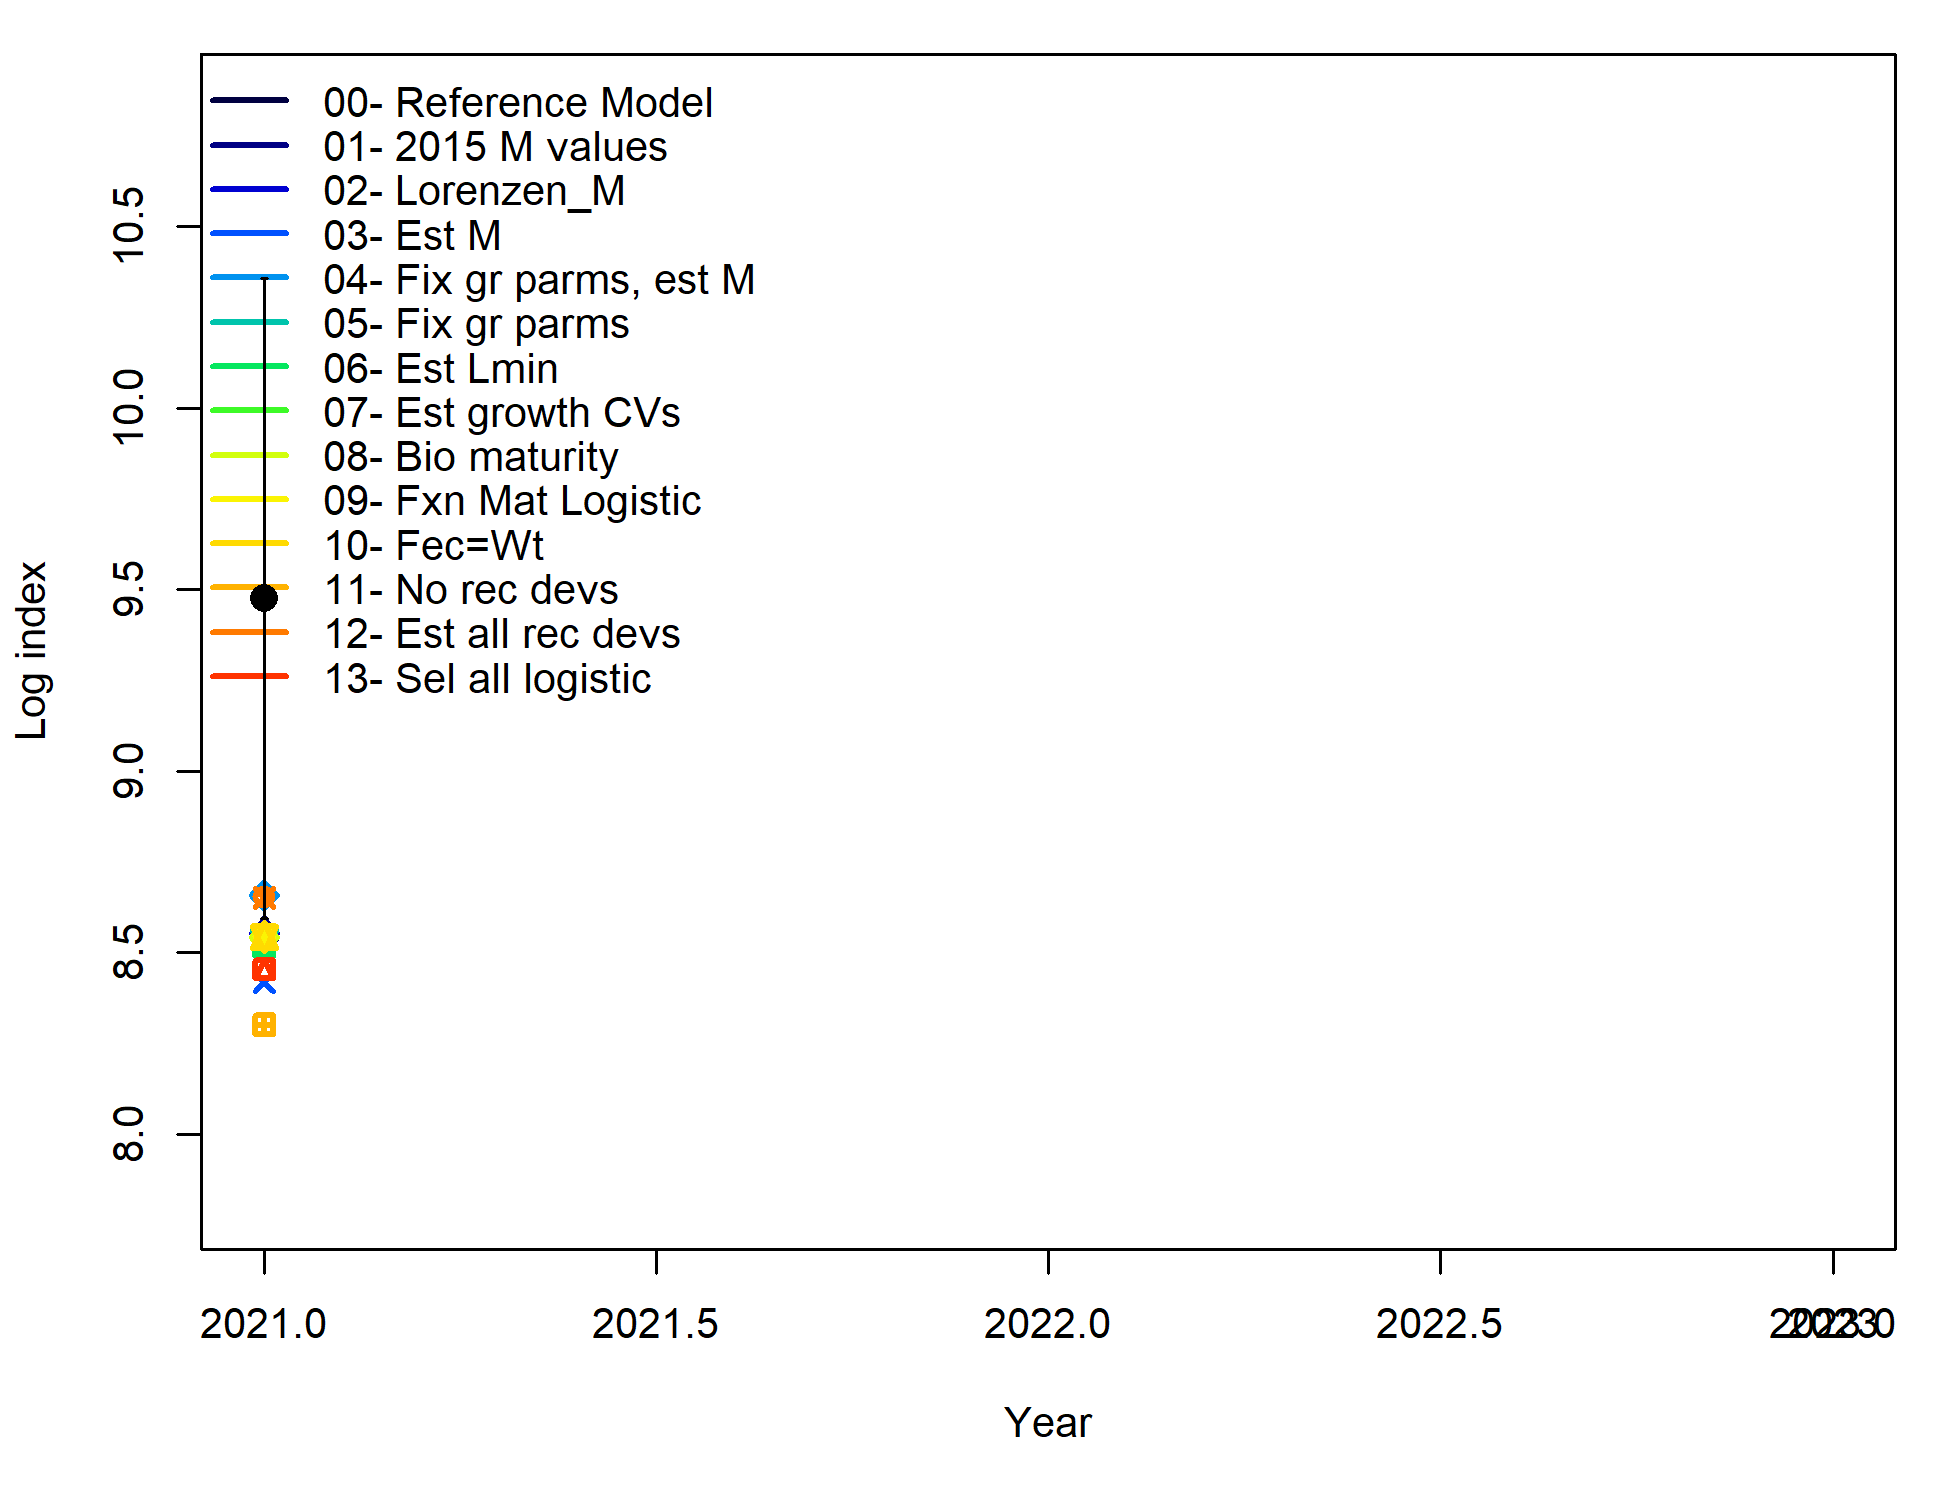 00- Reference Model
01- 2015 M values
02- Lorenzen_M
03- Est M
04- Fix gr parms, est M
05- Fix gr parms
06- Est Lmin
07- Est growth CVs
08- Bio maturity
09- Fxn Mat Logistic
10- Fec=Wt
11- No rec devs
12- Est all rec devs
13- Sel all logistic
10.5
10.0
9.5
9.0
8.5
8.0
Log index
2021.0 2021.5 2022.0 2022.5 2023.0 2023
Year